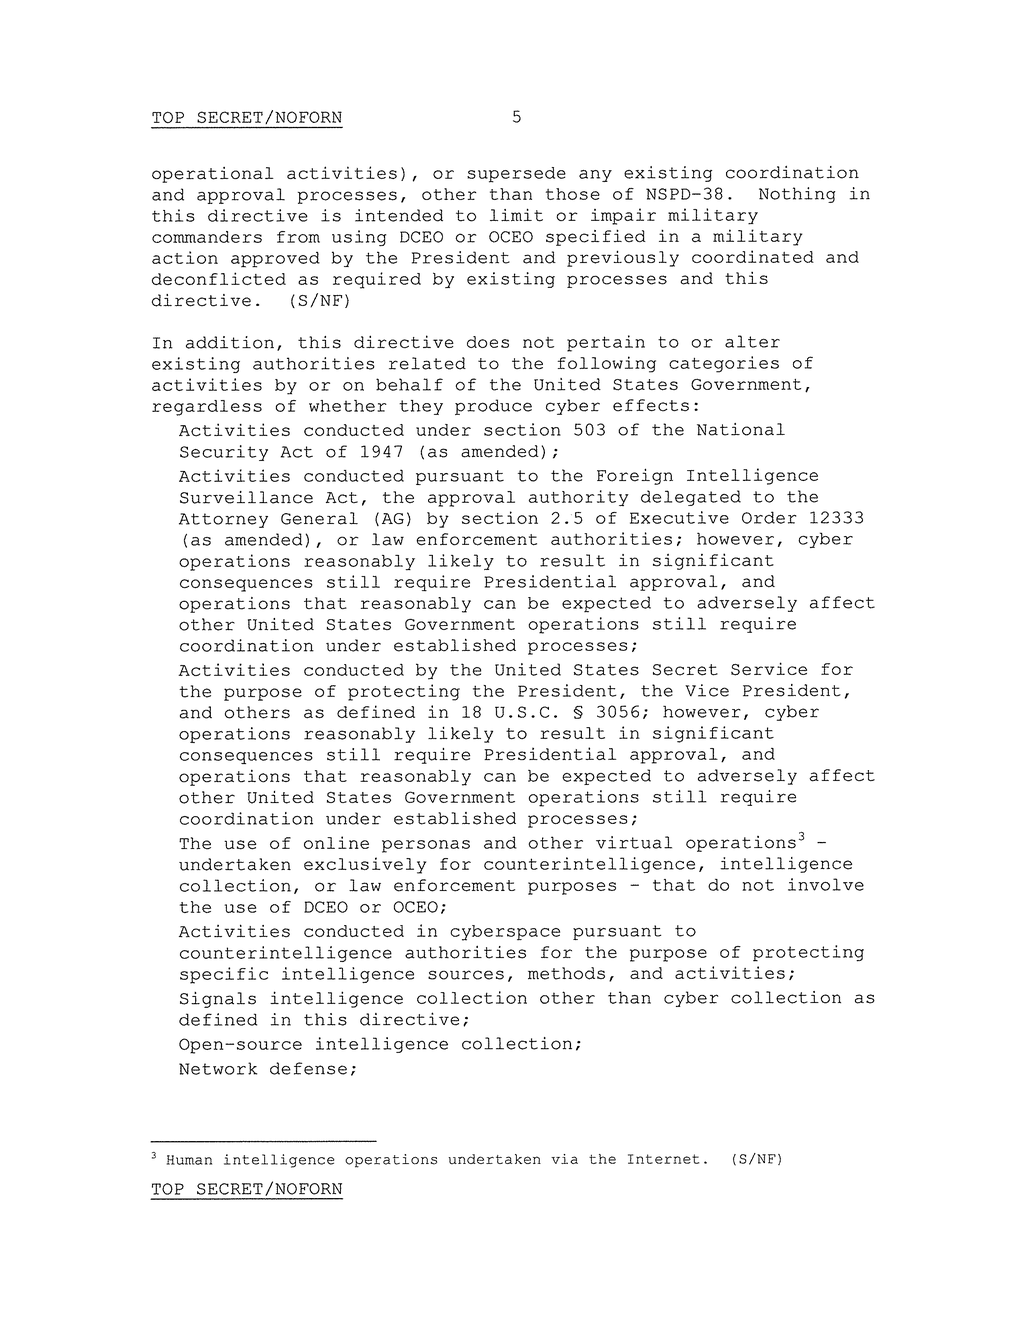 TOP SECRET/NOFORN 5
operational activities), or supersede any existing coordination
and approval processes, other than those of NSPD-38. Nothing in
this directive is intended to limit or impair military
commanders from using DCEO or OCEO specified in a military
action approved by the President and previously coordinated and
deconflicted as required by existing processes and this
directive. (S/NF)
In addition, this directive does not pertain to or alter
existing authorities related to the following categories of
activities by or on behalf of the United States Government,
regardless of whether they produce cyber effects:
Activities conducted under section 503 of the National
Security Act of 1947 (as amended);
Activities conducted pursuant to the Foreign Intelligence
Surveillance Act, the approval authority delegated to the
Attorney General (AG) by section 2.5 of Executive Order 12333
(as amended), or law enforcement authorities; however, cyber
operations reasonably likely to result in significant
consequences still require Presidential approval, and
operations that reasonably can be expected to adversely affect
other United States Government operations still require
coordination under established processes;
Activities conducted by the United States Secret Service for
the purpose of protecting the President, the Vice President,
and others as defined in 18 U.S.C. § 3056; however, cyber
operations reasonably likely to result in significant
consequences still require Presidential approval, and
operations that reasonably can be expected to adversely affect
other United States Government operations still require
coordination under established processes;
The use of online personas and other virtual operations³ –
undertaken exclusively for counterintelligence, intelligence
collection, or law enforcement purposes – that do not involve
the use of DCEO or OCEO;
Activities conducted in cyberspace pursuant to
counterintelligence authorities for the purpose of protecting
specific intelligence sources, methods, and activities;
Signals intelligence collection other than cyber collection as
defined in this directive;
Open-source intelligence collection;
Network defense;
³ Human intelligence operations undertaken via the Internet. (S/NF)
TOP SECRET/NOFORN